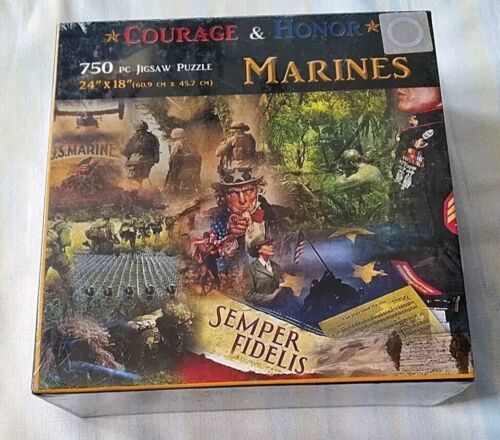 COURAGE & HONOR
750 PC JIGSAW PUZZLE
24"X18"(60.9 CM X 45.7 CM)
MARINES
U.S.MARINE
SEMPER
FIDELIS